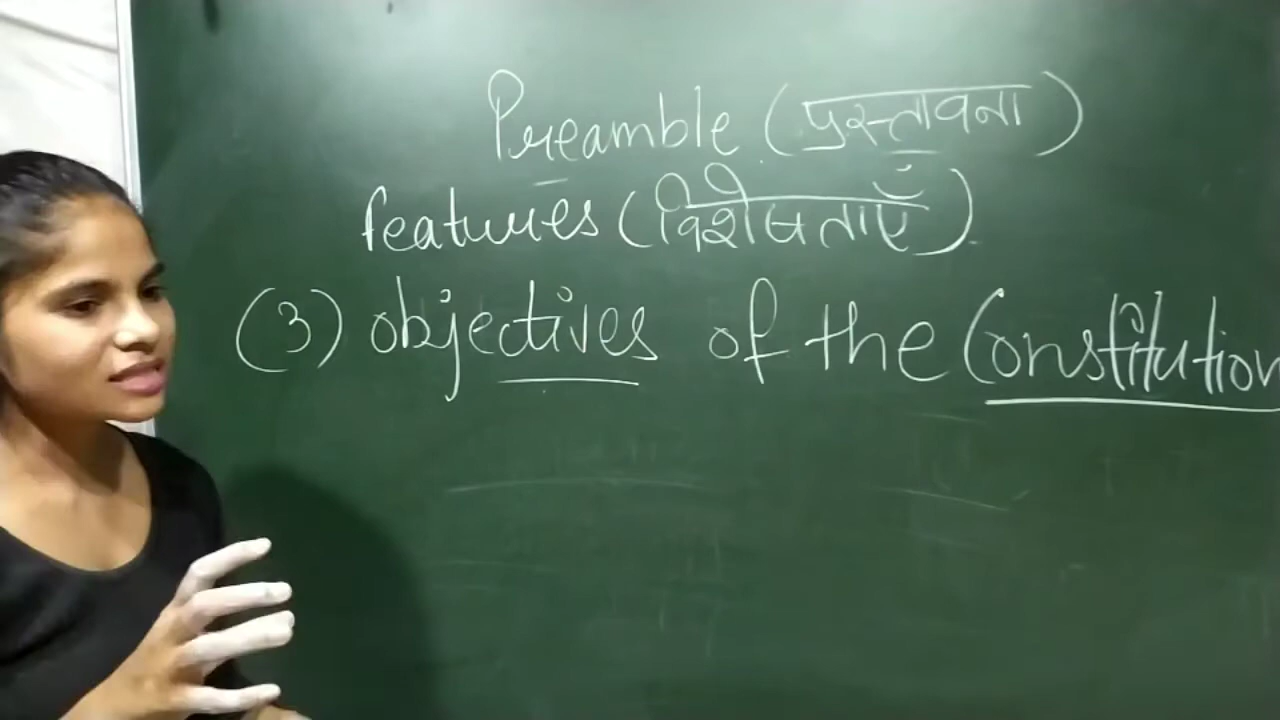 Preamble (प्रस्तावना)
features (विशेषताएँ)
(3) objectives of the Constitution